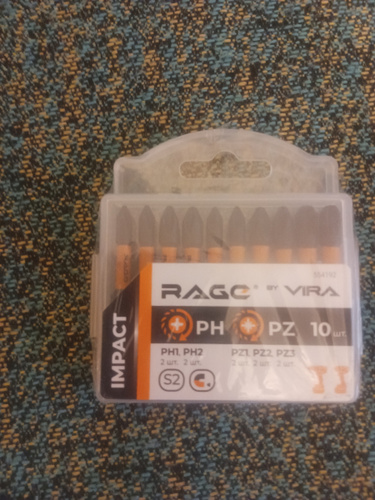 RAGE® BY VIRA
IMPACT
PH PZ 10 шт.
PH1, PH2 PZ1, PZ2, PZ3
2 шт. 2 шт. 2 шт. 2 шт. 2 шт.
S2